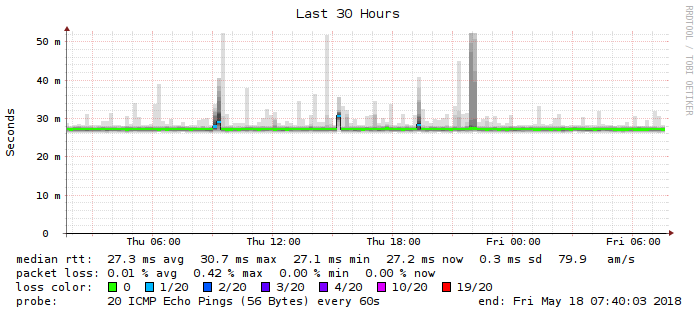 Last 30 Hours
RRDTOOL / TOBI OETIKER
Seconds
50 m
40 m
30 m
20 m
10 m
0
Thu 06:00 Thu 12:00 Thu 18:00 Fri 00:00 Fri 06:00
median rtt: 27.3 ms avg 30.7 ms max 27.1 ms min 27.2 ms now 0.3 ms sd 79.9 am/s
packet loss: 0.01 % avg 0.42 % max 0.00 % min 0.00 % now
loss color: 0 1/20 2/20 3/20 4/20 10/20 19/20
probe: 20 ICMP Echo Pings (56 Bytes) every 60s end: Fri May 18 07:40:03 2018